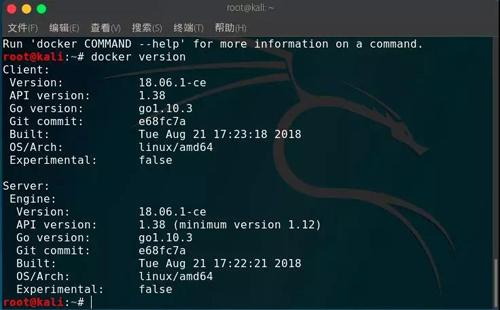 root@kali: ~
文件(F) 编辑(E) 查看(V) 搜索(S) 终端(T) 帮助(H)
Run 'docker COMMAND --help' for more information on a command.
root@kali:~# docker version
Client:
 Version: 18.06.1-ce
 API version: 1.38
 Go version: go1.10.3
 Git commit: e68fc7a
 Built: Tue Aug 21 17:23:18 2018
 OS/Arch: linux/amd64
 Experimental: false
Server:
 Engine:
  Version: 18.06.1-ce
  API version: 1.38 (minimum version 1.12)
  Go version: go1.10.3
  Git commit: e68fc7a
  Built: Tue Aug 21 17:22:21 2018
  OS/Arch: linux/amd64
  Experimental: false
root@kali:~#